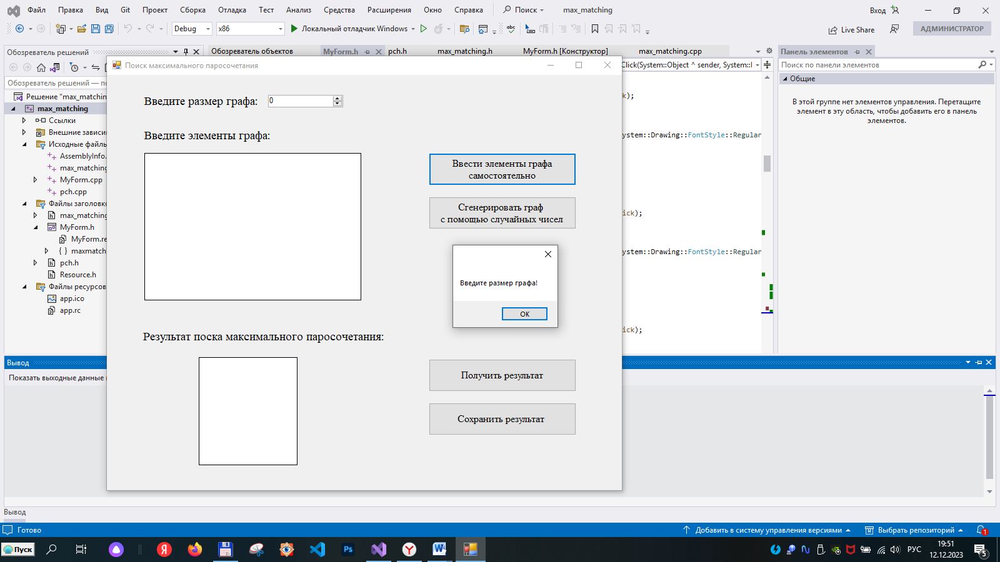 Файл Правка Вид Git Проект Сборка Отладка Тест Анализ Средства Расширения Окно Справка Поиск max_matching Вход
Debug x86 Локальный отладчик Windows Live Share АДМИНИСТРАТОР
Обозреватель решений Обозреватель объектов MyForm.h pch.h max_matching.h MyForm.h [Конструктор] max_matching.cpp Панель элементов
Поиск максимального паросочетания
Click(System::Object ^ sender, System::
Поиск по панели элементов
Обозреватель решений —
Общие
Решение "max_matchin
max_matching
Ссылки
Внешние зависи
Исходные файль
AssemblyInfo.
max_matching
MyForm.cpp
pch.cpp
Файлы заголовко
max_matching
MyForm.h
MyForm.re
maxmatch
pch.h
Resource.h
Файлы ресурсов
app.ico
app.rc
Введите размер графа: 0
Введите элементы графа:
Ввести элементы графа
самостоятельно
Сгенерировать граф
с помощью случайных чисел
Введите размер графа!
OK
Результат поска максимального паросочетания:
Получить результат
Сохранить результат
k);
ystem::Drawing::FontStyle::Regular
ick);
ystem::Drawing::FontStyle::Regular
ick);
В этой группе нет элементов управления. Перетащите
элемент в эту область, чтобы добавить его в панель
элементов.
Вывод
Показать выходные данные
Вывод
Готово Добавить в систему управления версиями Выбрать репозиторий 1
Пуск Я Ps Y W РУС 19:51
12.12.2023 5